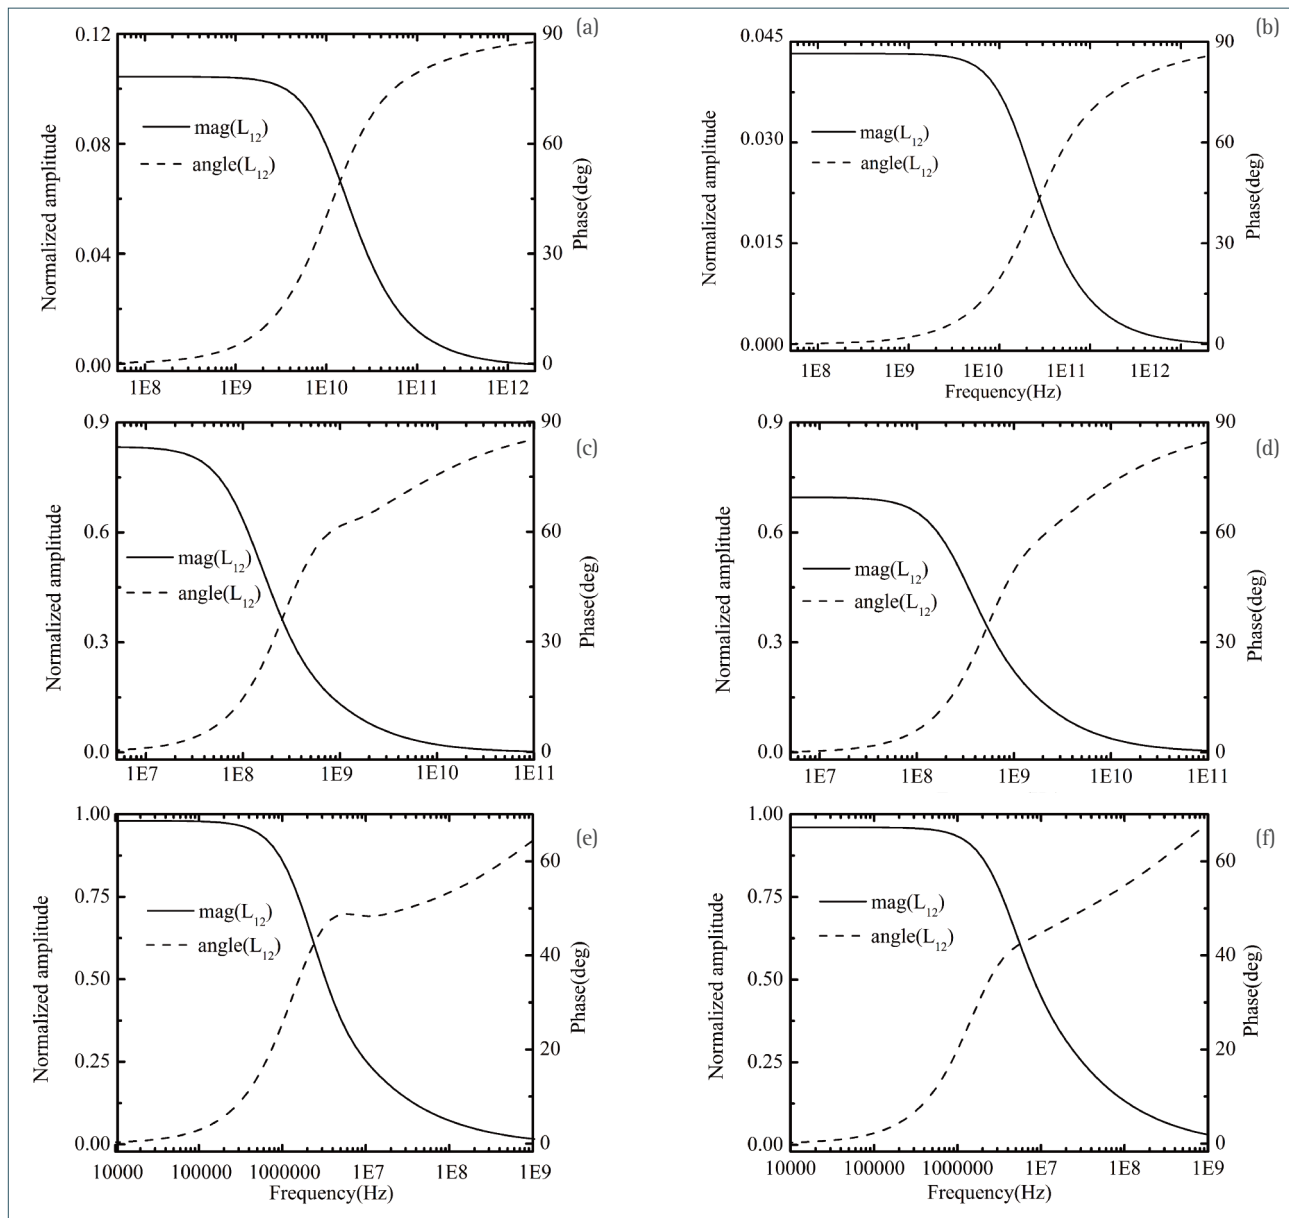 (a)
0.12
0.08
0.04
0.00
Normalized amplitude
mag(L12)
angle(L12)
90
60
30
0
Phase(deg)
1E8 1E9 1E10 1E11 1E12
(b)
0.045
0.030
0.015
0.000
Normalized amplitude
mag(L12)
angle(L12)
90
60
30
0
Phase(deg)
1E8 1E9 1E10 1E11 1E12
Frequency(Hz)
(c)
0.9
0.6
0.3
0.0
Normalized amplitude
mag(L12)
angle(L12)
90
60
30
0
Phase(deg)
1E7 1E8 1E9 1E10 1E11
(d)
0.9
0.6
0.3
0.0
Normalized amplitude
mag(L12)
angle(L12)
90
60
30
0
Phase(deg)
1E7 1E8 1E9 1E10 1E11
(e)
1.00
0.75
0.50
0.25
0.00
Normalized amplitude
mag(L12)
angle(L12)
60
40
20
0
Phase(deg)
10000 100000 1000000 1E7 1E8 1E9
Frequency(Hz)
(f)
1.00
0.75
0.50
0.25
0.00
Normalized amplitude
mag(L12)
angle(L12)
60
40
20
0
Phase(deg)
10000 100000 1000000 1E7 1E8 1E9
Frequency(Hz)